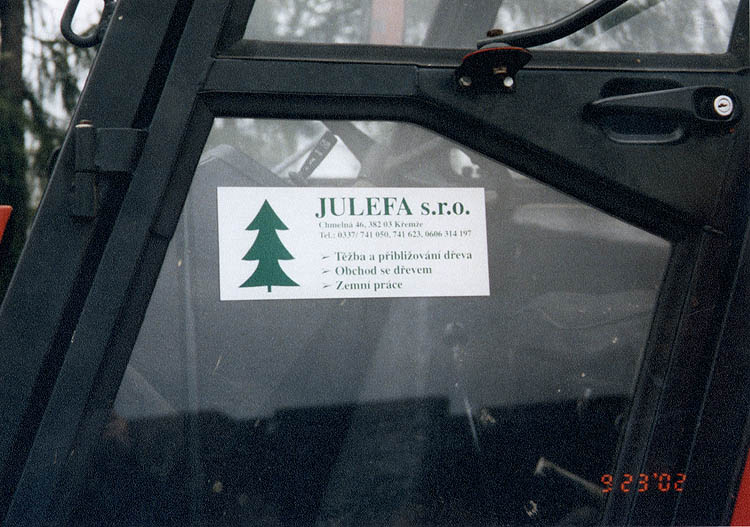 JULEFA s.r.o.
Chmelná 46, 382 03 Křemže
Tel.: 0337/ 741 050, 741 623, 0606 314 197
➢ Těžba a přibližování dřeva
➢ Obchod se dřevem
➢ Zemní práce
9 23'02